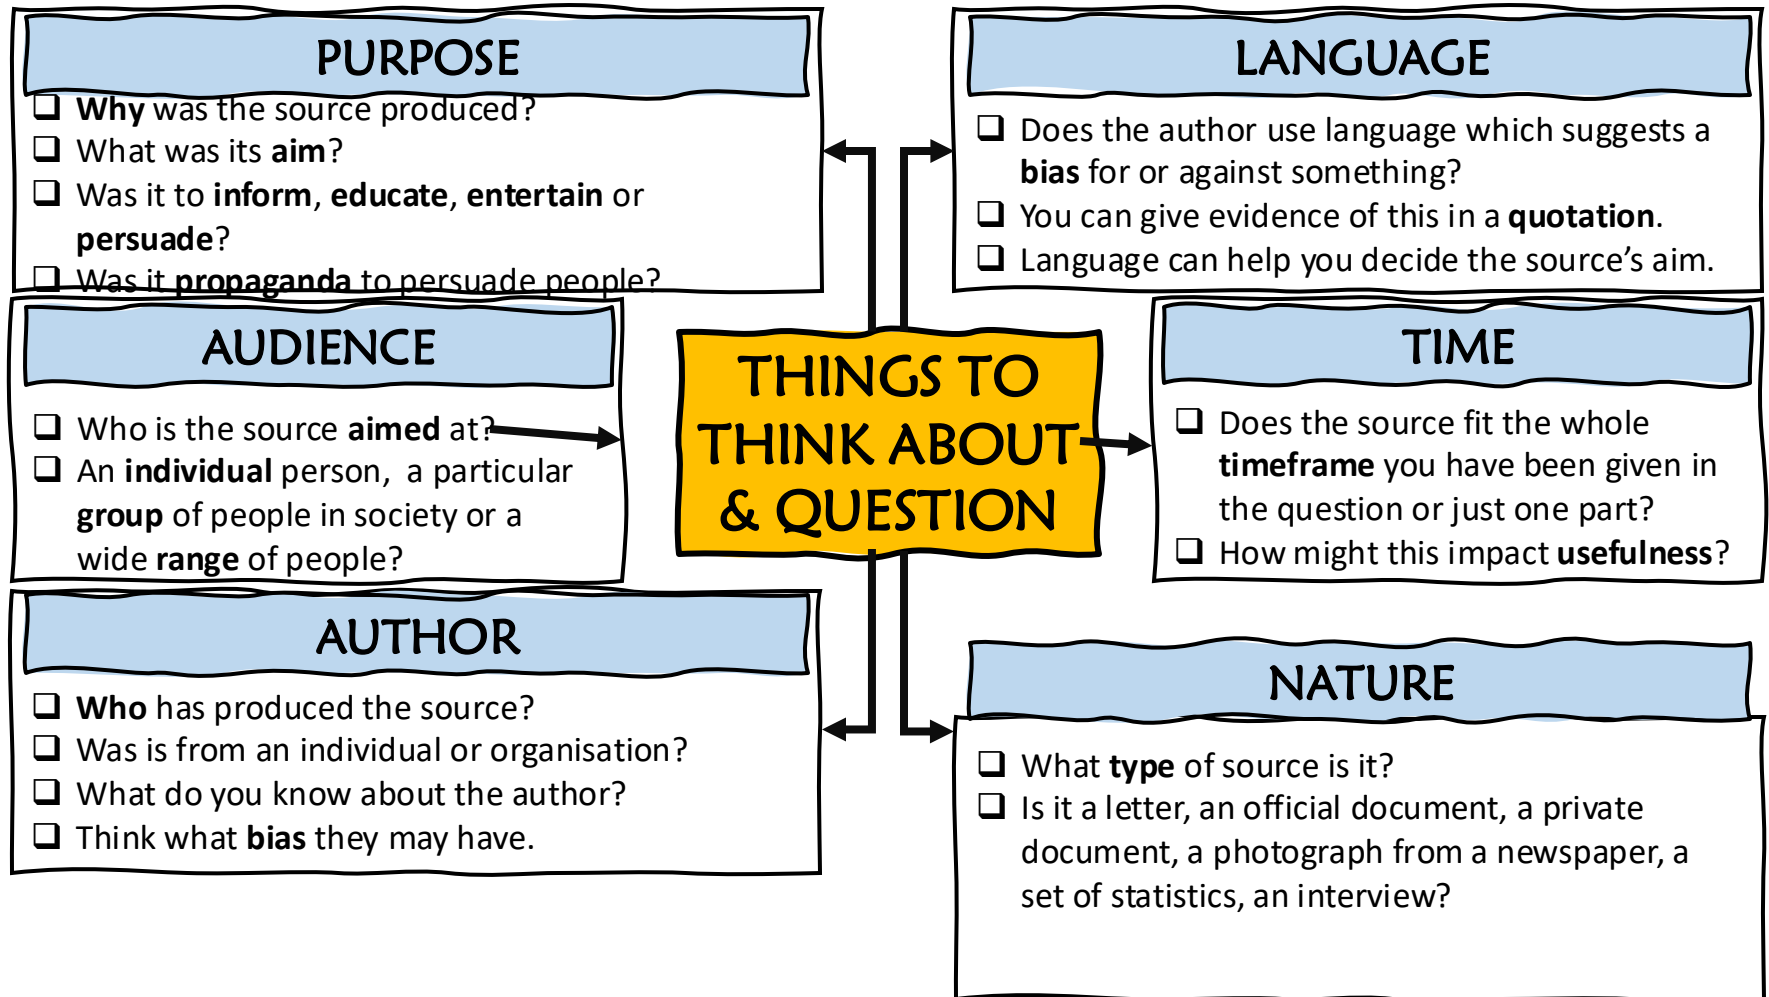 PURPOSE
❑ Why was the source produced?
❑ What was its aim?
❑ Was it to inform, educate, entertain or
persuade?
❑ Was it propaganda to persuade people?
AUDIENCE
❑ Who is the source aimed at?
❑ An individual person, a particular
group of people in society or a
wide range of people?
AUTHOR
❑ Who has produced the source?
❑ Was is from an individual or organisation?
❑ What do you know about the author?
❑ Think what bias they may have.
THINGS TO
THINK ABOUT
& QUESTION
LANGUAGE
❑ Does the author use language which suggests a
bias for or against something?
❑ You can give evidence of this in a quotation.
❑ Language can help you decide the source’s aim.
TIME
❑ Does the source fit the whole
timeframe you have been given in
the question or just one part?
❑ How might this impact usefulness?
NATURE
❑ What type of source is it?
❑ Is it a letter, an official document, a private
document, a photograph from a newspaper, a
set of statistics, an interview?